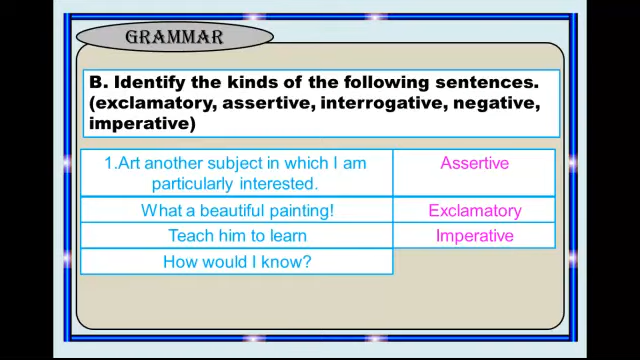 GRAMMAR
B. Identify the kinds of the following sentences.
(exclamatory, assertive, interrogative, negative,
imperative)
1.Art another subject in which I am
particularly interested.
Assertive
What a beautiful painting!
Exclamatory
Teach him to learn
Imperative
How would I know?